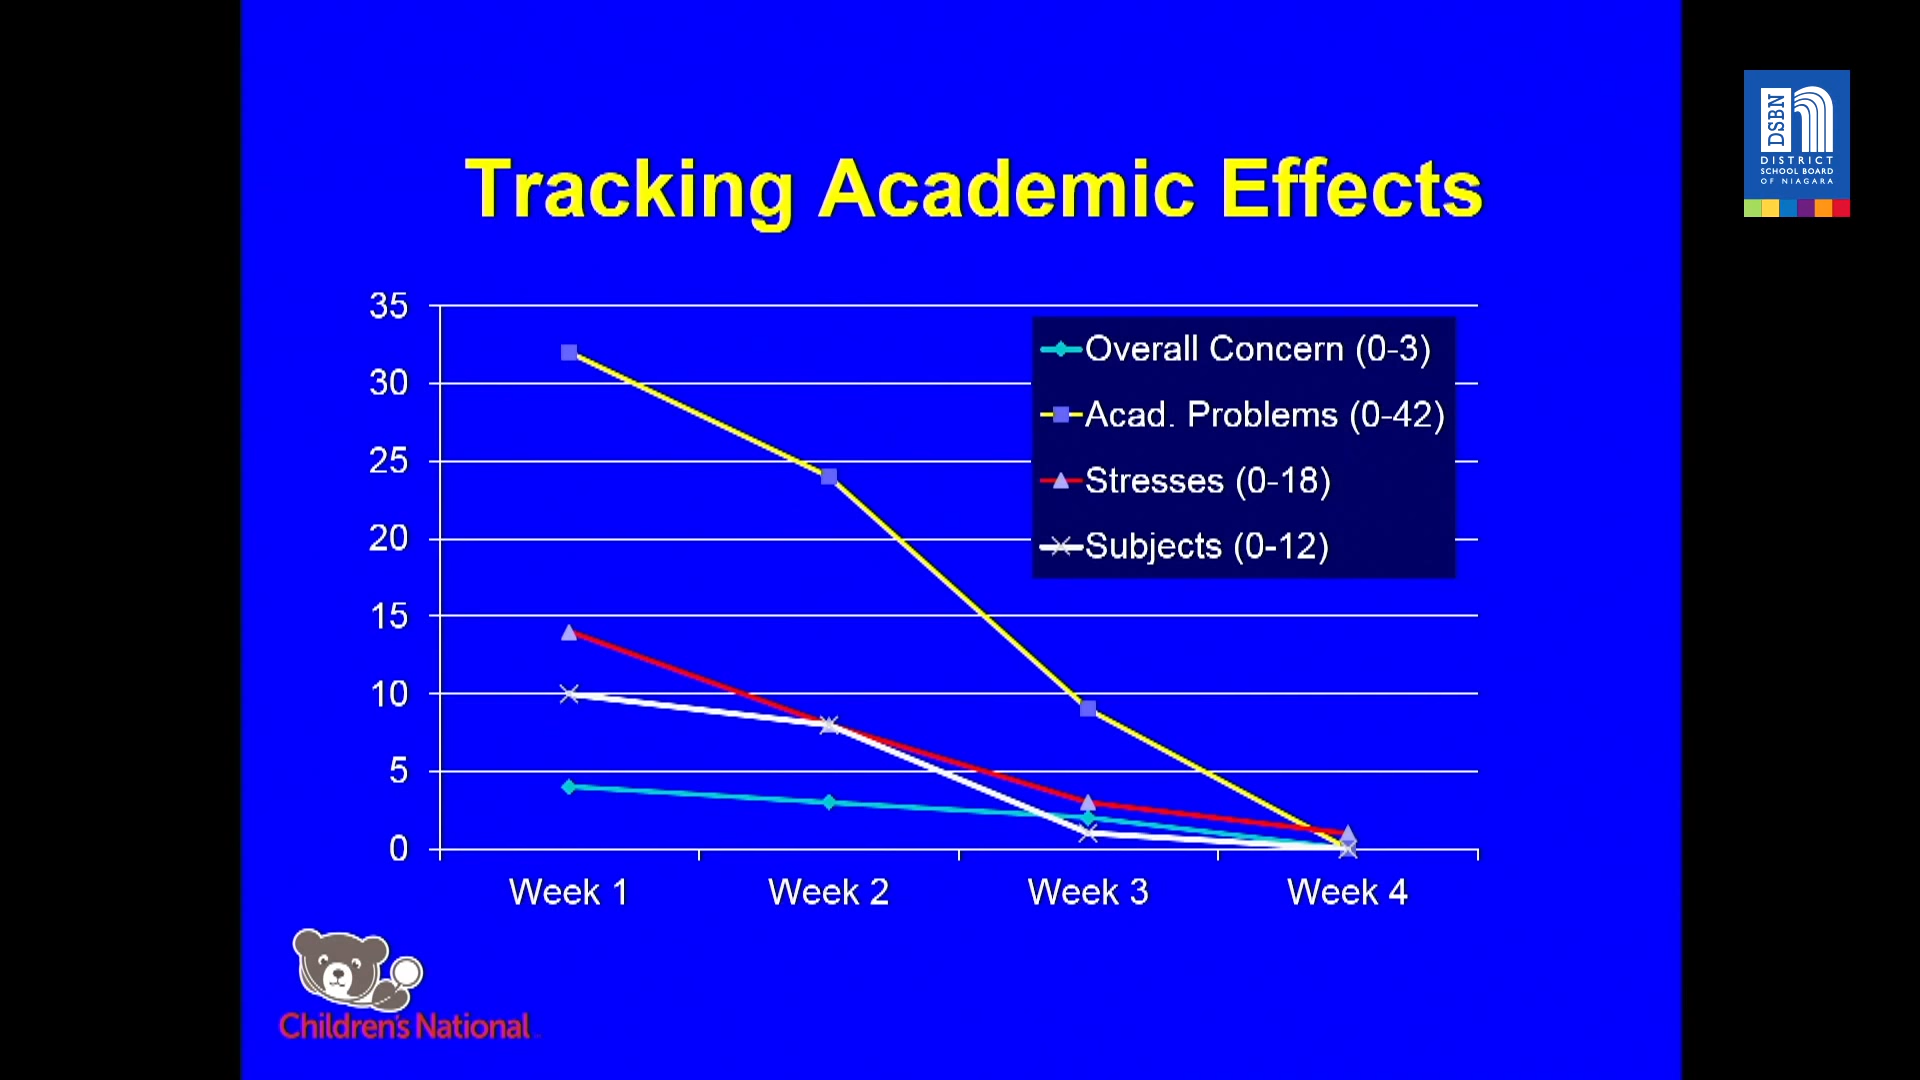 Tracking Academic Effects
DSBN
DISTRICT
SCHOOL BOARD
OF NIAGARA
35
30
25
20
15
10
5
0
Overall Concern (0-3)
Acad. Problems (0-42)
Stresses (0-18)
Subjects (0-12)
Week 1 Week 2 Week 3 Week 4
Children's National